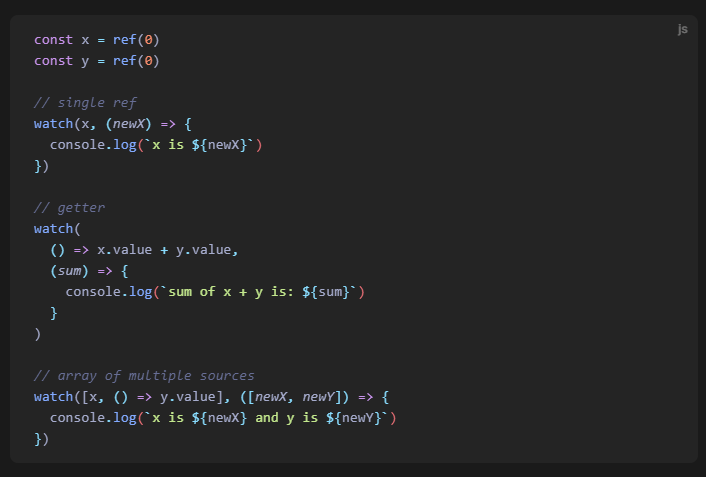 js
const x = ref(0)
const y = ref(0)

// single ref
watch(x, (newX) => {
  console.log(`x is ${newX}`)
})

// getter
watch(
  () => x.value + y.value,
  (sum) => {
    console.log(`sum of x + y is: ${sum}`)
  }
)

// array of multiple sources
watch([x, () => y.value], ([newX, newY]) => {
  console.log(`x is ${newX} and y is ${newY}`)
})